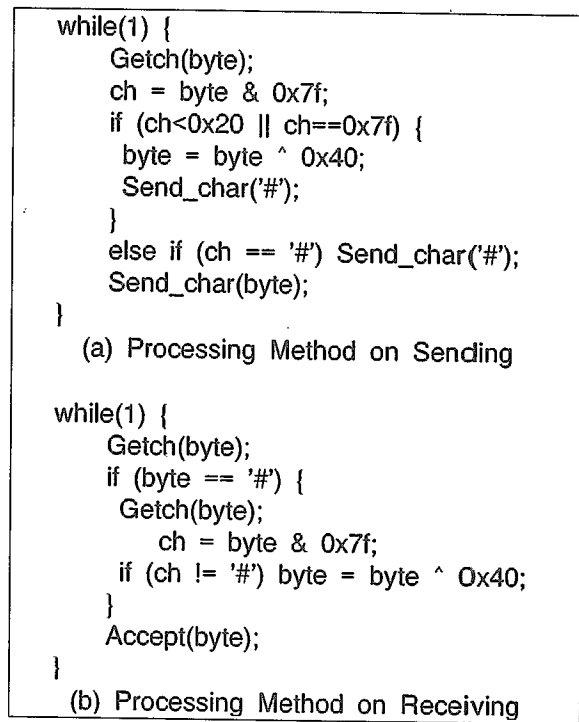 while(1) {
Getch(byte);
ch = byte & 0x7f;
if (ch<0x20 || ch==0x7f) {
byte = byte ^ 0x40;
Send_char('#');
}
else if (ch == '#') Send_char('#');
Send_char(byte);
}
(a) Processing Method on Sending
while(1) {
Getch(byte);
if (byte == '#') {
Getch(byte);
ch = byte & 0x7f;
if (ch != '#') byte = byte ^ 0x40;
}
Accept(byte);
}
(b) Processing Method on Receiving